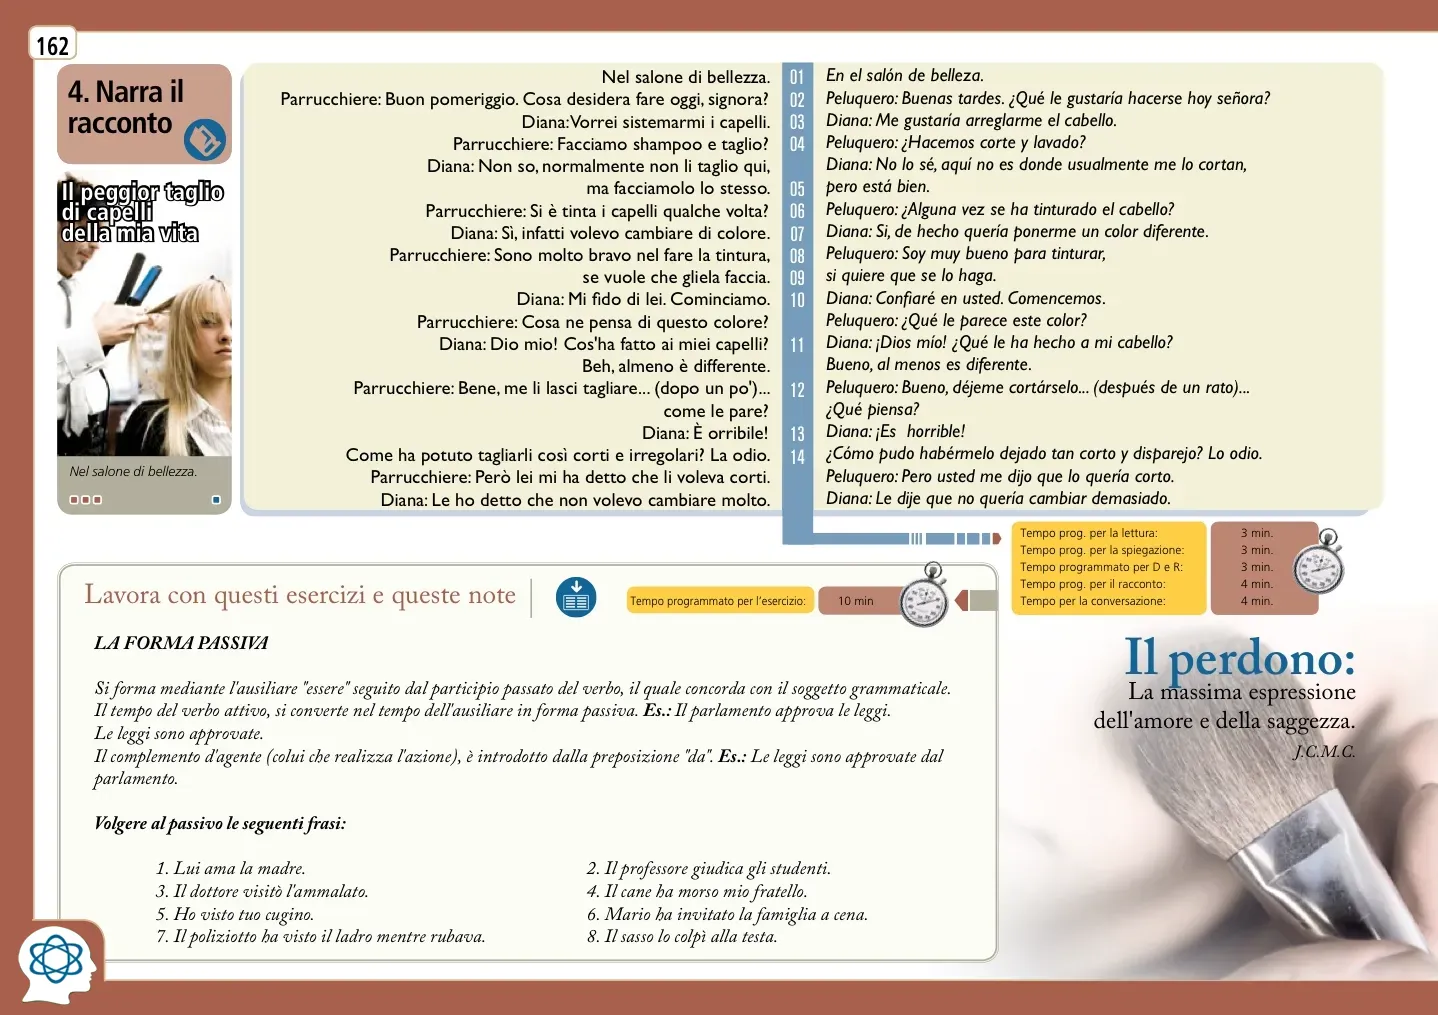 162
4. Narra il
racconto
Il peggior taglio
di capelli
della mia vita
Nel salone di bellezza.
Nel salone di bellezza.
Parrucchiere: Buon pomeriggio. Cosa desidera fare oggi, signora?
Diana:Vorrei sistemarmi i capelli.
Parrucchiere: Facciamo shampoo e taglio?
Diana: Non so, normalmente non li taglio qui,
ma facciamolo lo stesso.
Parrucchiere: Si è tinta i capelli qualche volta?
Diana: Sì, infatti volevo cambiare di colore.
Parrucchiere: Sono molto bravo nel fare la tintura,
se vuole che gliela faccia.
Diana: Mi fido di lei. Cominciamo.
Parrucchiere: Cosa ne pensa di questo colore?
Diana: Dio mio! Cos'ha fatto ai miei capelli?
Beh, almeno è differente.
Parrucchiere: Bene, me li lasci tagliare... (dopo un po')...
come le pare?
Diana: È orribile!
Come ha potuto tagliarli così corti e irregolari? La odio.
Parrucchiere: Però lei mi ha detto che li voleva corti.
Diana: Le ho detto che non volevo cambiare molto.
01
02
03
04
05
06
07
08
09
10
11
12
13
14
En el salón de belleza.
Peluquero: Buenas tardes. ¿Qué le gustaría hacerse hoy señora?
Diana: Me gustaría arreglarme el cabello.
Peluquero: ¿Hacemos corte y lavado?
Diana: No lo sé, aquí no es donde usualmente me lo cortan,
pero está bien.
Peluquero: ¿Alguna vez se ha tinturado el cabello?
Diana: Si, de hecho quería ponerme un color diferente.
Peluquero: Soy muy bueno para tinturar,
si quiere que se lo haga.
Diana: Confiaré en usted. Comencemos.
Peluquero: ¿Qué le parece este color?
Diana: ¡Dios mío! ¿Qué le ha hecho a mi cabello?
Bueno, al menos es diferente.
Peluquero: Bueno, déjeme cortárselo... (después de un rato)...
¿Qué piensa?
Diana: ¡Es horrible!
¿Cómo pudo habérmelo dejado tan corto y disparejo? Lo odio.
Peluquero: Pero usted me dijo que lo quería corto.
Diana: Le dije que no quería cambiar demasiado.
Tempo prog. per la lettura: 3 min.
Tempo prog. per la spiegazione: 3 min.
Tempo programmato per D e R: 3 min.
Tempo prog. per il racconto: 4 min.
Tempo per la conversazione: 4 min.
Lavora con questi esercizi e queste note
Tempo programmato per l'esercizio: 10 min
LA FORMA PASSIVA
Si forma mediante l'ausiliare "essere" seguito dal participio passato del verbo, il quale concorda con il soggetto grammaticale.
Il tempo del verbo attivo, si converte nel tempo dell'ausiliare in forma passiva. Es.: Il parlamento approva le leggi.
Le leggi sono approvate.
Il complemento d'agente (colui che realizza l'azione), è introdotto dalla preposizione "da". Es.: Le leggi sono approvate dal
parlamento.
Volgere al passivo le seguenti frasi:
1. Lui ama la madre. 2. Il professore giudica gli studenti.
3. Il dottore visitò l'ammalato. 4. Il cane ha morso mio fratello.
5. Ho visto tuo cugino. 6. Mario ha invitato la famiglia a cena.
7. Il poliziotto ha visto il ladro mentre rubava. 8. Il sasso lo colpì alla testa.
Il perdono:
La massima espressione
dell'amore e della saggezza.
J.C.M.C.